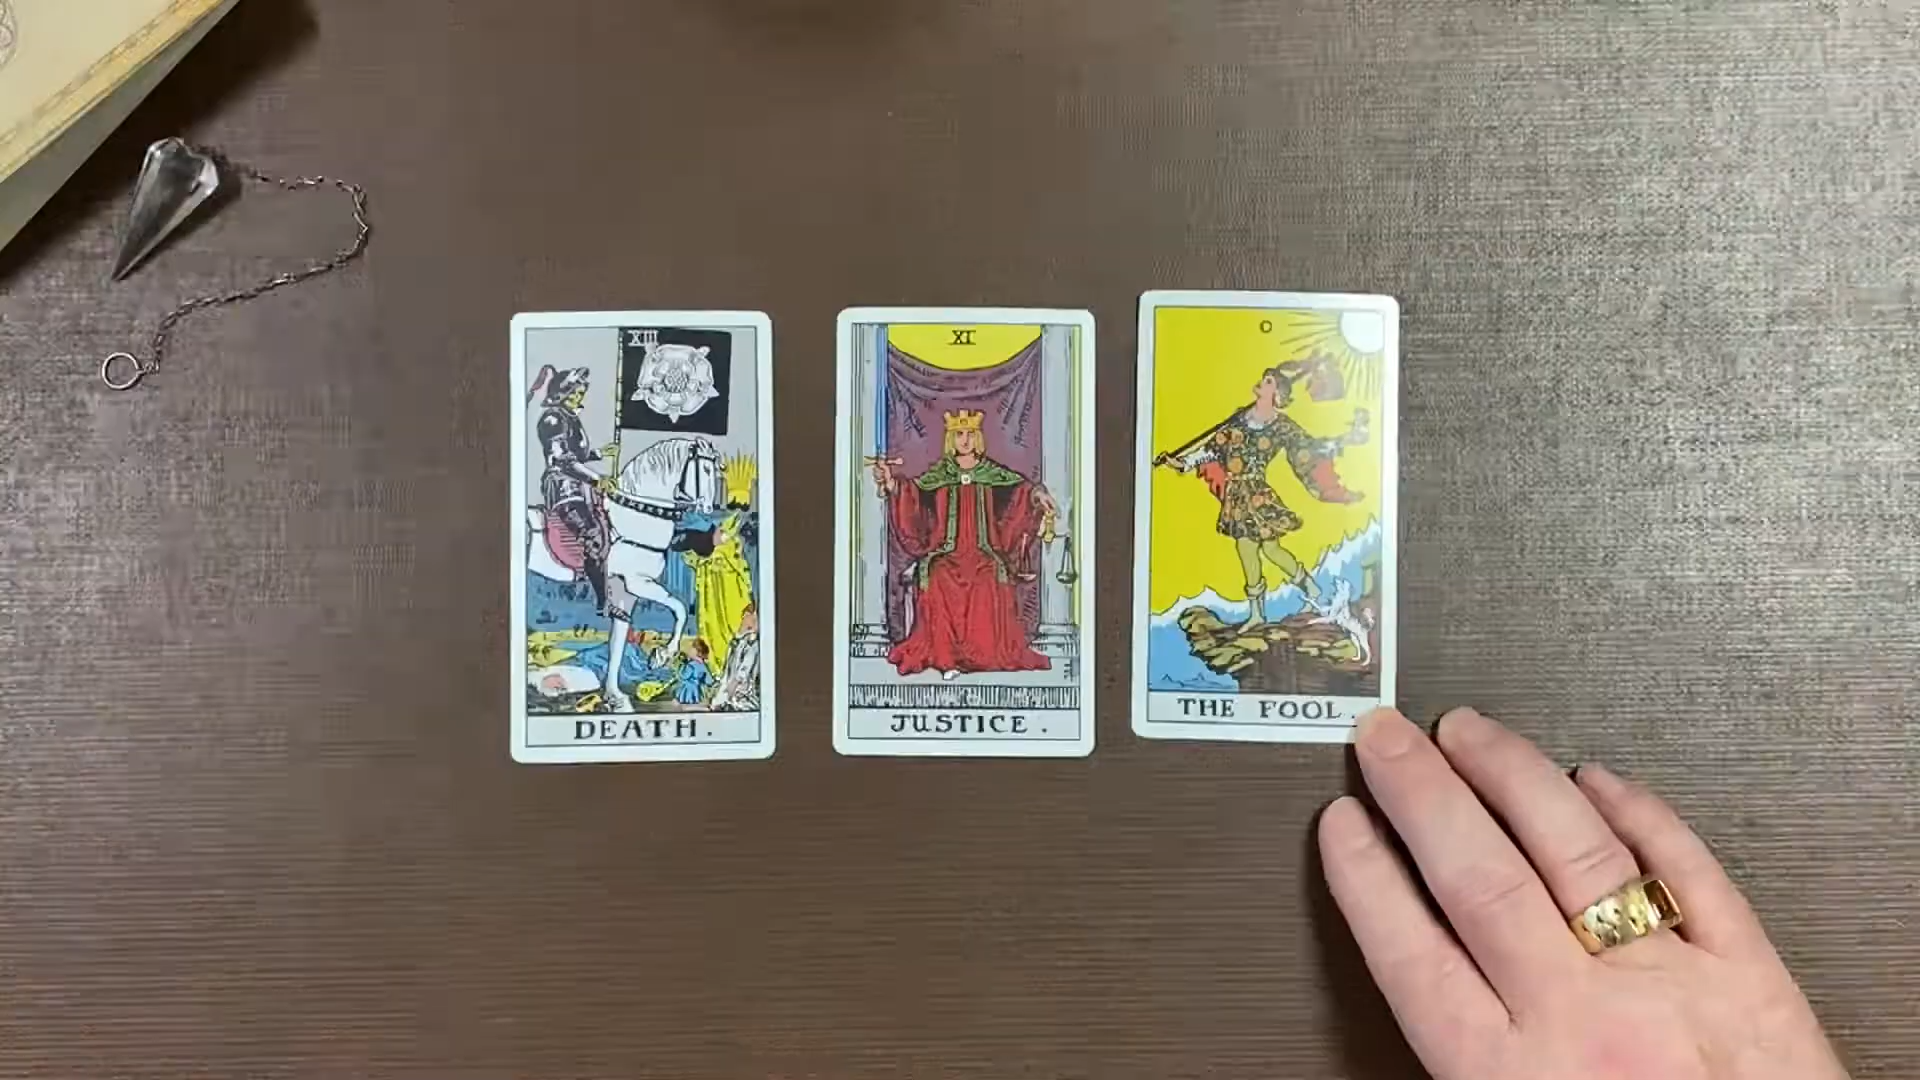 XIII
DEATH.
XI
JUSTICE.
0
THE FOOL.